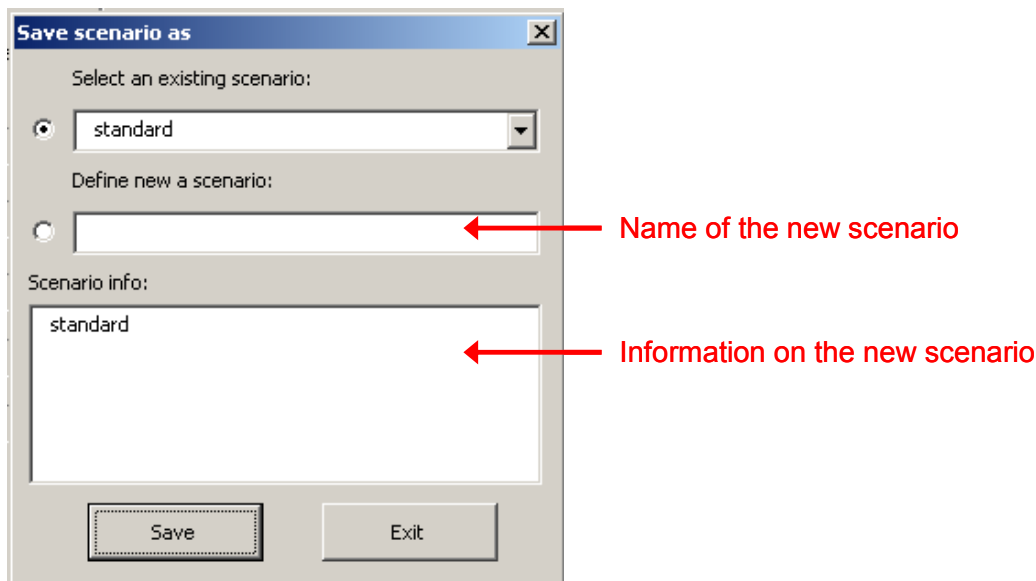 Save scenario as
Select an existing scenario:
standard
Define new a scenario:
Name of the new scenario
Scenario info:
standard
Information on the new scenario
Save
Exit